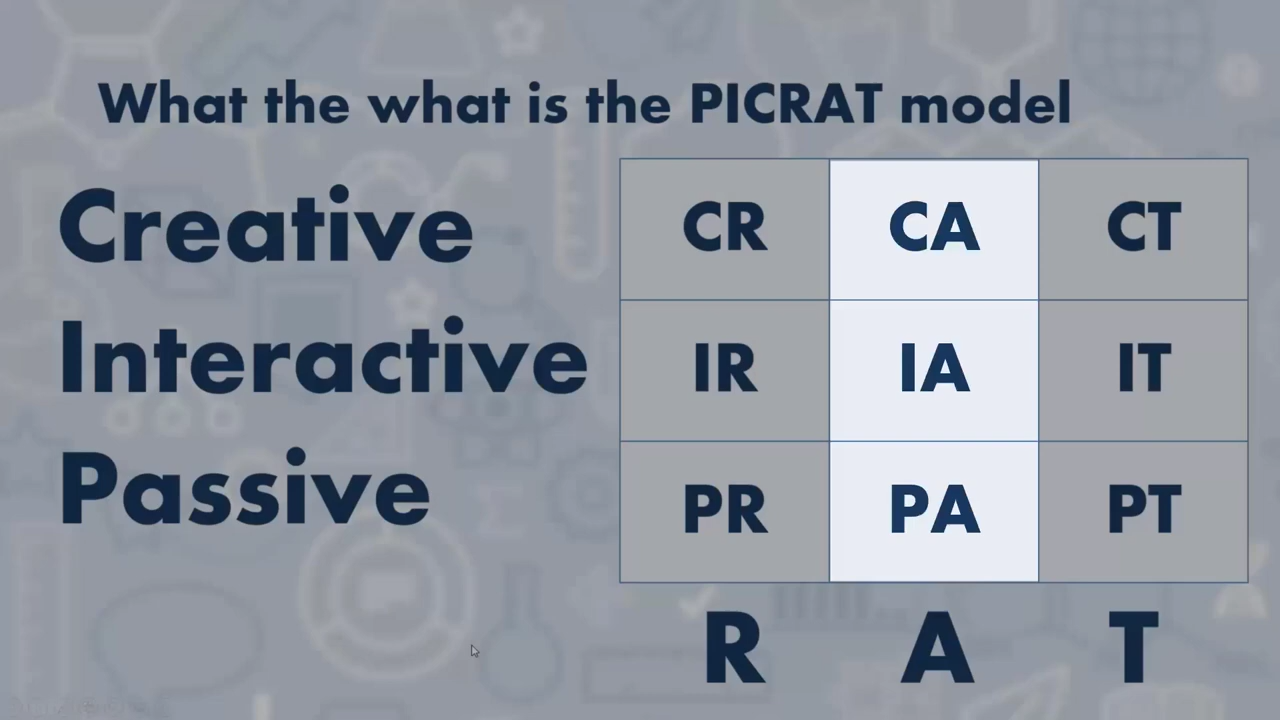 What the what is the PICRAT model
Creative
Interactive
Passive
CR CA CT
IR IA IT
PR PA PT
R A T